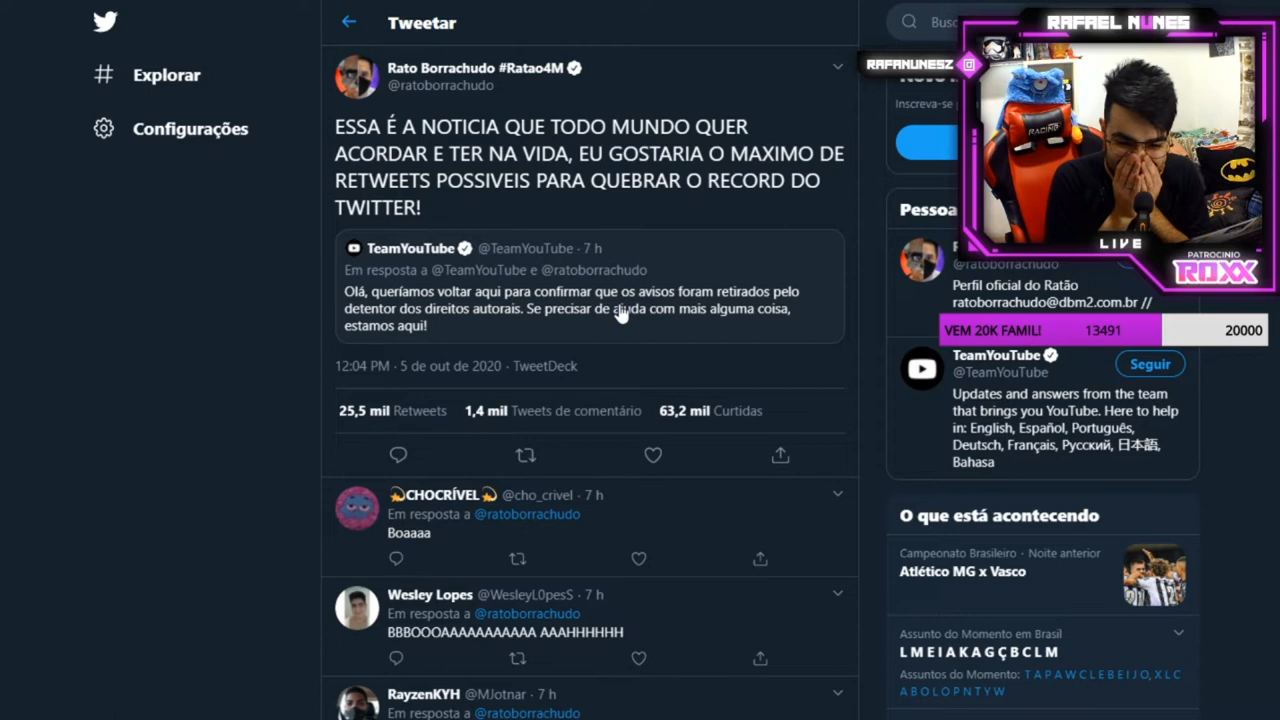 Tweetar
Explorar
Configurações
Rato Borrachudo #Ratao4M
@ratoborrachudo
ESSA É A NOTICIA QUE TODO MUNDO QUER
ACORDAR E TER NA VIDA, EU GOSTARIA O MAXIMO DE
RETWEETS POSSIVEIS PARA QUEBRAR O RECORD DO
TWITTER!
TeamYouTube @TeamYouTube · 7 h
Em resposta a @TeamYouTube e @ratoborrachudo
Olá, queríamos voltar aqui para confirmar que os avisos foram retirados pelo
detentor dos direitos autorais. Se precisar de ajuda com mais alguma coisa,
estamos aqui!
12:04 PM · 5 de out de 2020 · TweetDeck
25,5 mil Retweets 1,4 mil Tweets de comentário 63,2 mil Curtidas
CHOCRÍVEL @cho_crivel · 7 h
Em resposta a @ratoborrachudo
Boaaaa
Wesley Lopes @WesleyL0pesS · 7 h
Em resposta a @ratoborrachudo
BBBOOOAAAAAAAAAAA AAAHHHHHH
RayzenKYH @MJotnar · 7 h
Em resposta a @ratoborrachudo
RAFAEL NUNES
RAFANUNESZ
RACING
LIVE
PATROCINIO
ROXX
Inscreva-se
Pessoa
@ratoborrachudo
Perfil oficial do Ratão
ratoborrachudo@dbm2.com.br //
VEM 20K FAMIL! 13491 20000
TeamYouTube
@TeamYouTube
Seguir
Updates and answers from the team
that brings you YouTube. Here to help
in: English, Español, Português,
Deutsch, Français, Русский, 日本語,
Bahasa
O que está acontecendo
Campeonato Brasileiro · Noite anterior
Atlético MG x Vasco
Assunto do Momento em Brasil
L M E I A K A G Ç B C L M
Assuntos do Momento: T A P A W C L E B E I J O, X L C
A B O L O P N T Y W